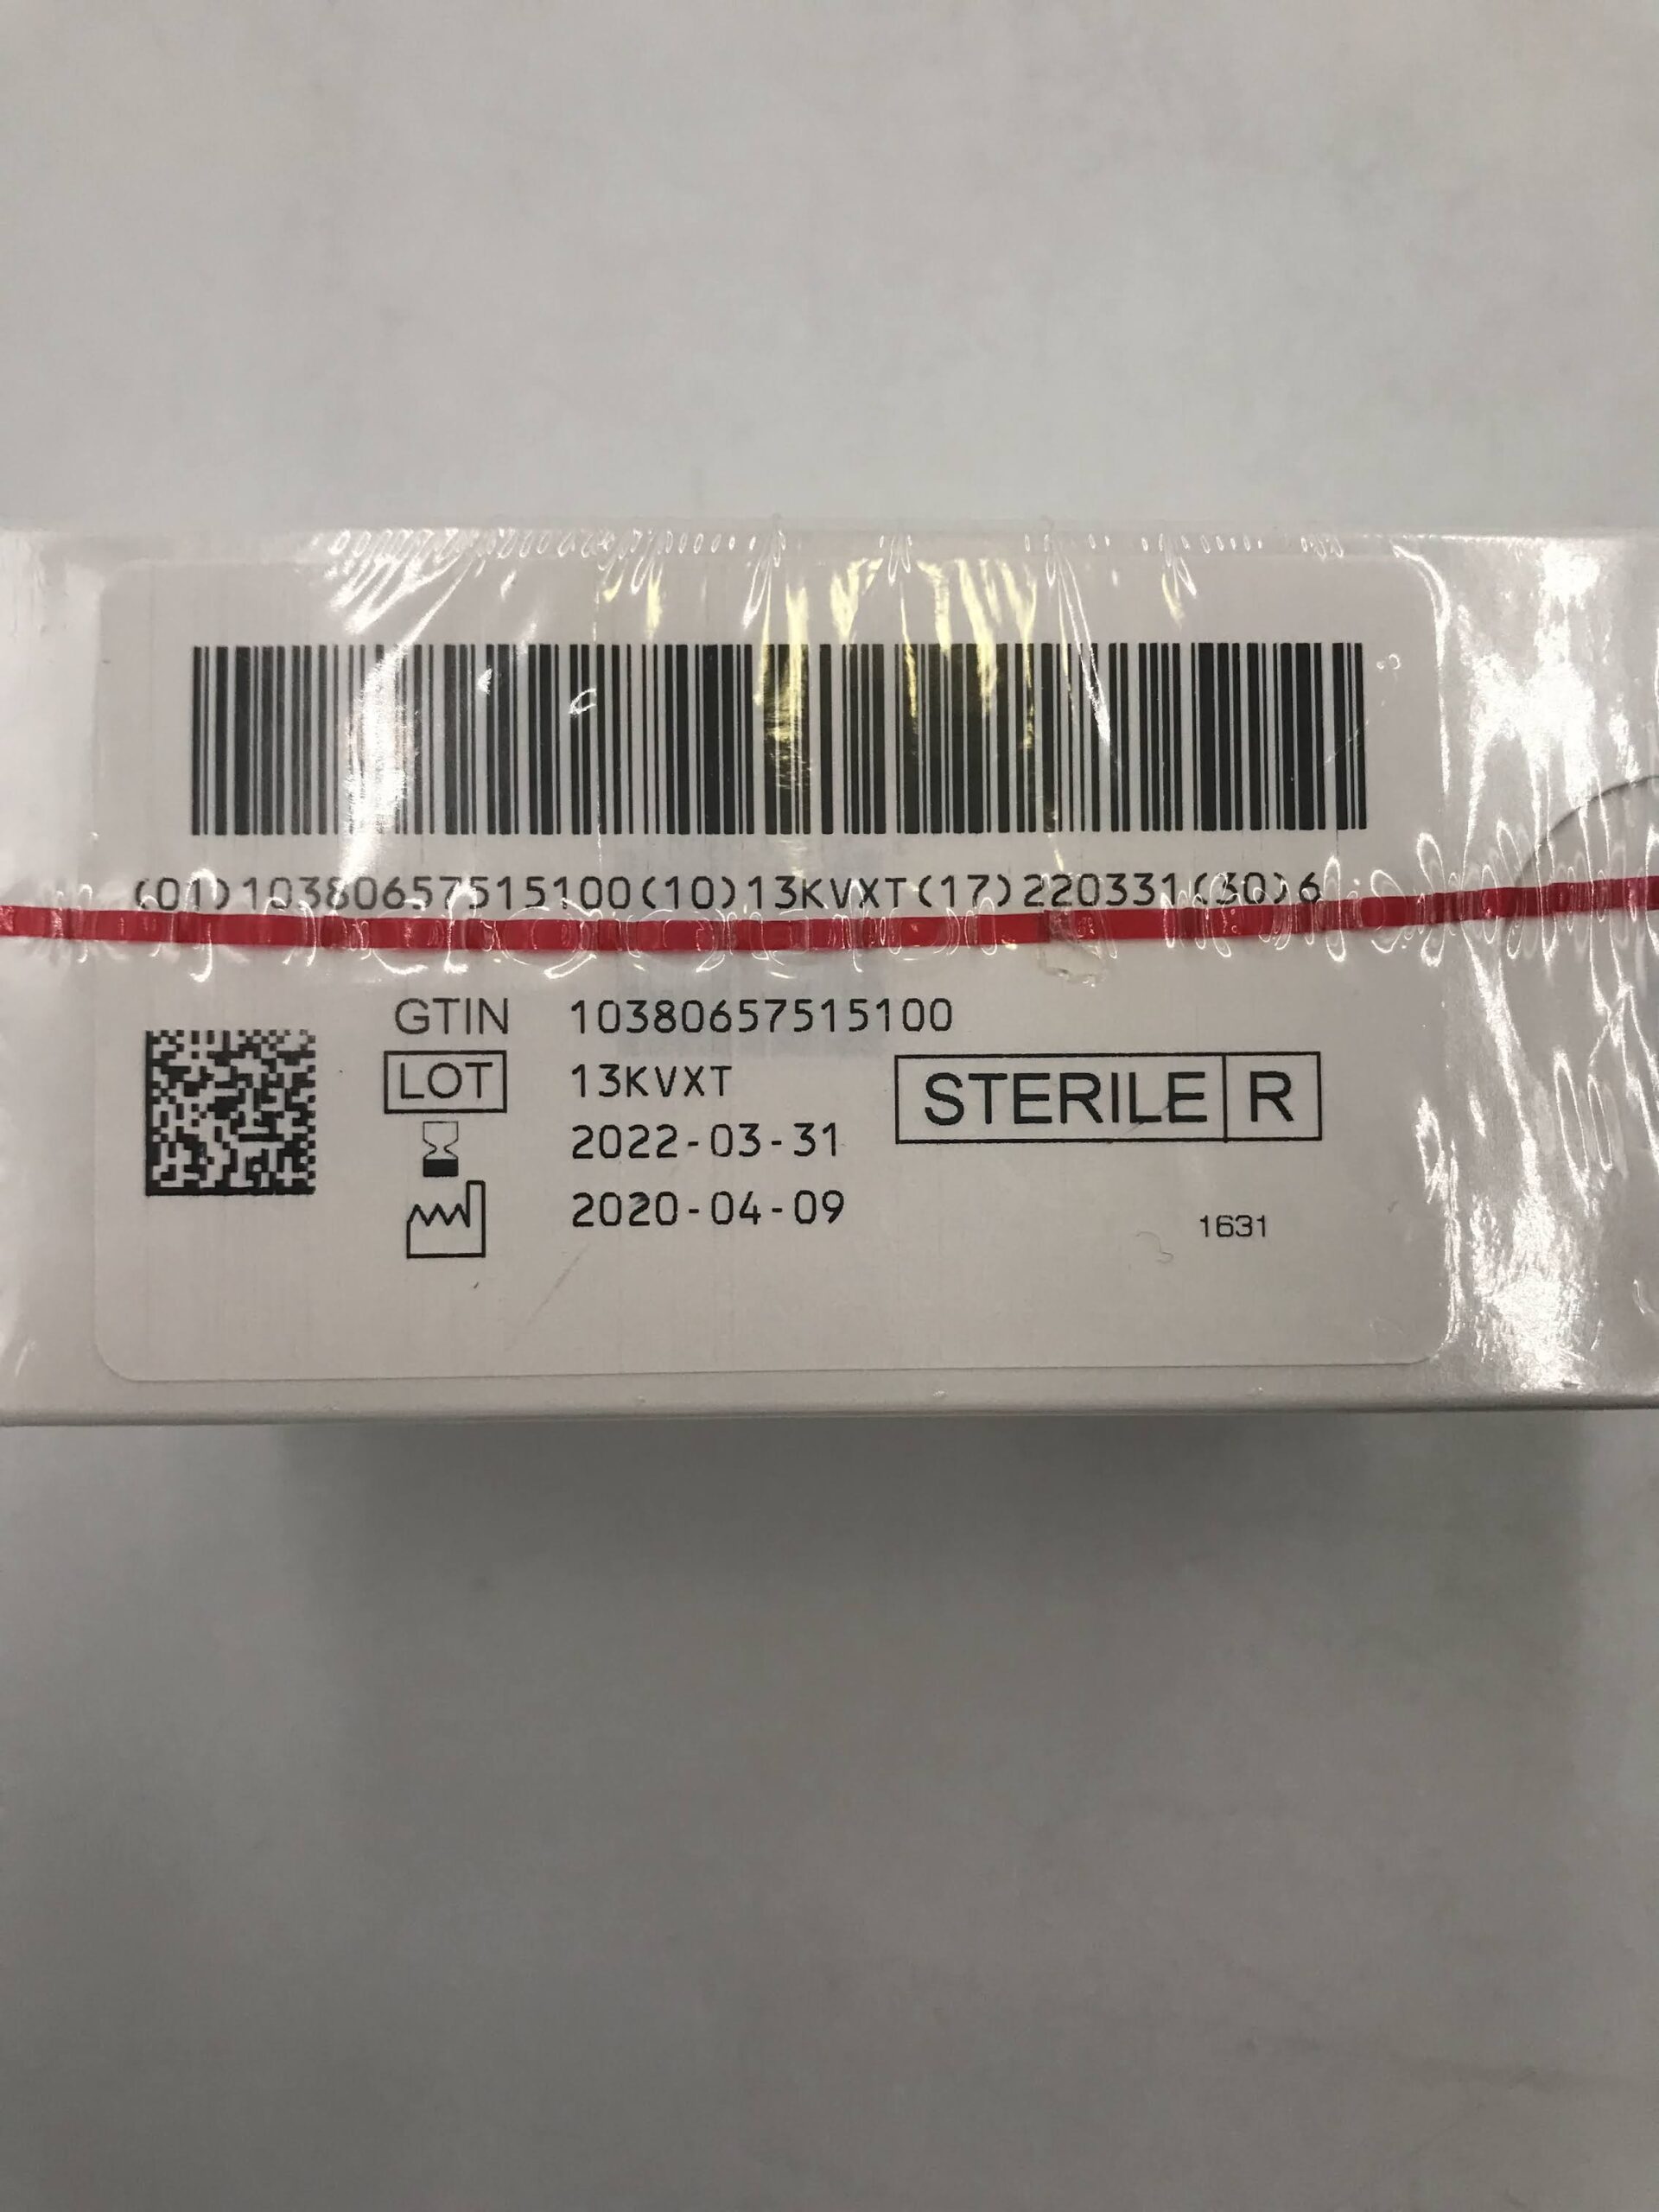 (01)10380657515100(10)13KVXT(17)220331(30)6
GTIN 10380657515100
LOT 13KVXT
2022-03-31
STERILE R
2020-04-09
1631